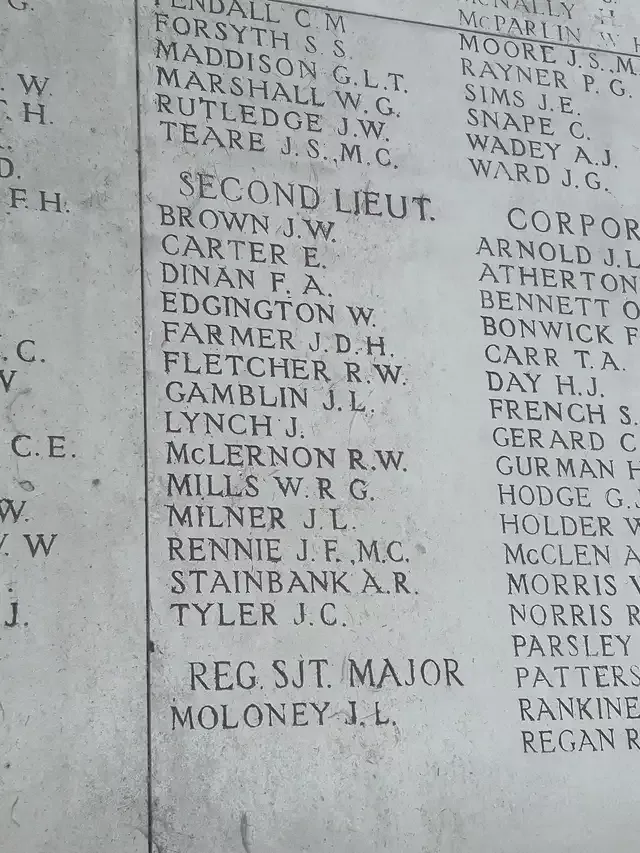 G.
W.
H.
D.
F.H.
.C.
C.E.
W.
W
J.
C.M
FORSYTH S.S.
MADDISON G.L.T.
MARSHALL W.G.
RUTLEDGE J.W.
TEARE J.S.,M.C.
SECOND LIEUT.
BROWN J.W.
CARTER E.
DINAN F.A.
EDGINGTON W.
FARMER J.D.H.
FLETCHER R.W.
GAMBLIN J.L.
LYNCH J.
McLERNON R.W.
MILLS W.R G.
MILNER J.L.
RENNIE J.F.,M.C.
STAINBANK A.R.
TYLER J.C.
REG. SJT. MAJOR
MOLONEY J.L.
McPARLIN W H
MOORE J.S.,M
RAYNER P.G.
SIMS J.E.
SNAPE C.
WADEY A.J.
WARD J.G.
CORPOR
ARNOLD J.L
ATHERTON
BENNETT O
BONWICK F
CARR T.A.
DAY H.J.
FRENCH S.
GERARD C
GURMAN H
HODGE G.J
HOLDER W
McCLEN A
MORRIS
NORRIS R
PARSLEY
PATTERS
RANKINE
REGAN R